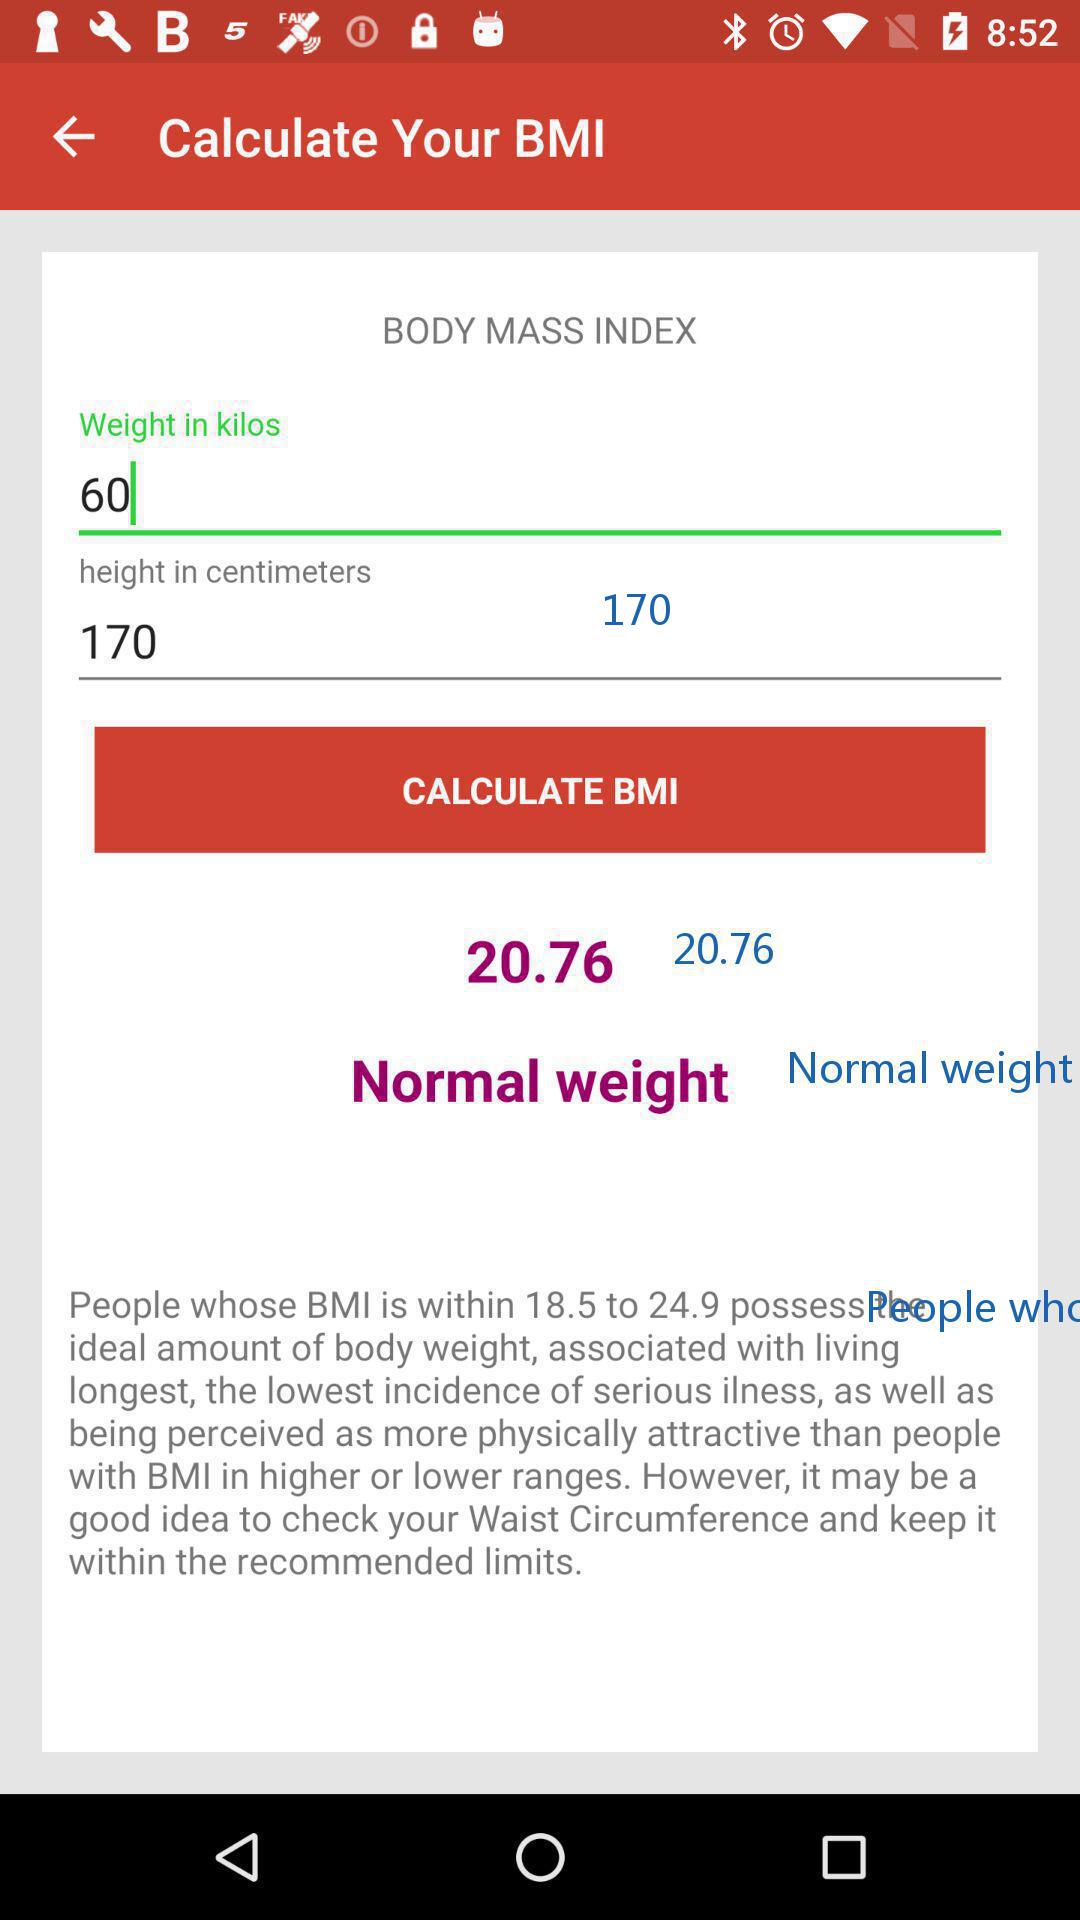 B 5 FAKE 8:52
Calculate Your BMI
BODY MASS INDEX
Weight in kilos
60
height in centimeters
170
170
CALCULATE BMI
20.76
20.76
Normal weight
Normal weight
People whose BMI is within 18.5 to 24.9 possess the
People who
ideal amount of body weight, associated with living
longest, the lowest incidence of serious ilness, as well as
being perceived as more physically attractive than people
with BMI in higher or lower ranges. However, it may be a
good idea to check your Waist Circumference and keep it
within the recommended limits.